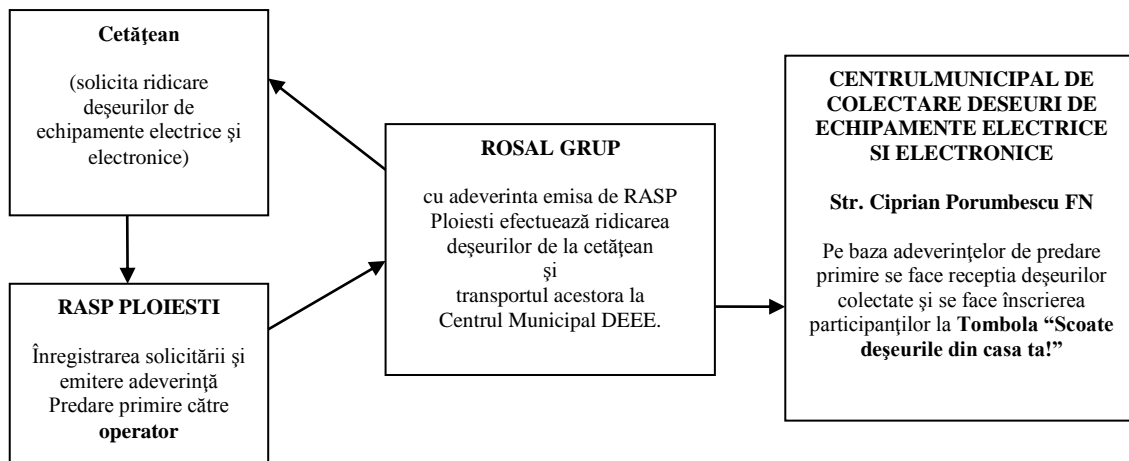 Cetăţean
(solicita ridicare
deşeurilor de
echipamente electrice şi
electronice)
RASP PLOIESTI
Înregistrarea solicitării şi
emitere adeverinţă
Predare primire către
operator
ROSAL GRUP
cu adeverinta emisa de RASP
Ploiesti efectuează ridicarea
deşeurilor de la cetăţean
şi
transportul acestora la
Centrul Municipal DEEE.
CENTRULMUNICIPAL DE
COLECTARE DESEURI DE
ECHIPAMENTE ELECTRICE
SI ELECTRONICE
Str. Ciprian Porumbescu FN
Pe baza adeverinţelor de predare
primire se face receptia deşeurilor
colectate şi se face înscrierea
participanţilor la Tombola “Scoate
deşeurile din casa ta!”